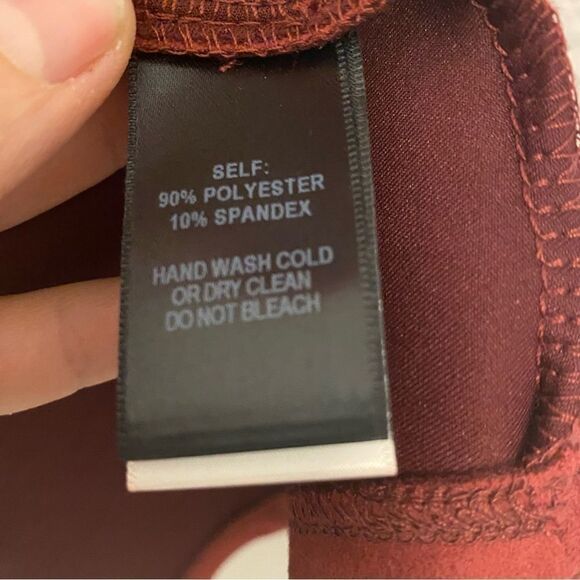 SELF:
90% POLYESTER
10% SPANDEX
HAND WASH COLD
OR DRY CLEAN
DO NOT BLEACH